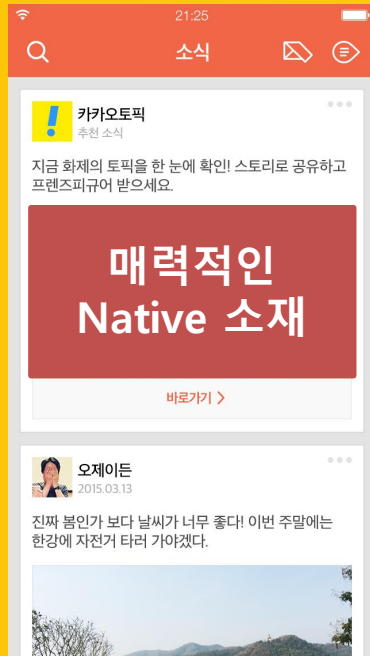 21:25
소식
카카오토픽
추천 소식
지금 화제의 토픽을 한 눈에 확인! 스토리로 공유하고
프렌즈피규어 받으세요.
매력적인
Native 소재
바로가기 >
오제이든
2015.03.13
진짜 봄인가 보다 날씨가 너무 좋다! 이번 주말에는
한강에 자전거 타러 가야겠다.